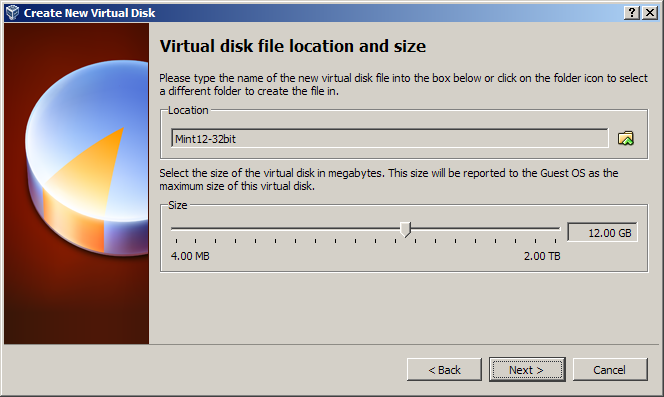 Create New Virtual Disk
Virtual disk file location and size
Please type the name of the new virtual disk file into the box below or click on the folder icon to select
a different folder to create the file in.
Location
Mint12-32bit
Select the size of the virtual disk in megabytes. This size will be reported to the Guest OS as the
maximum size of this virtual disk.
Size
12.00 GB
4.00 MB 2.00 TB
< Back Next > Cancel